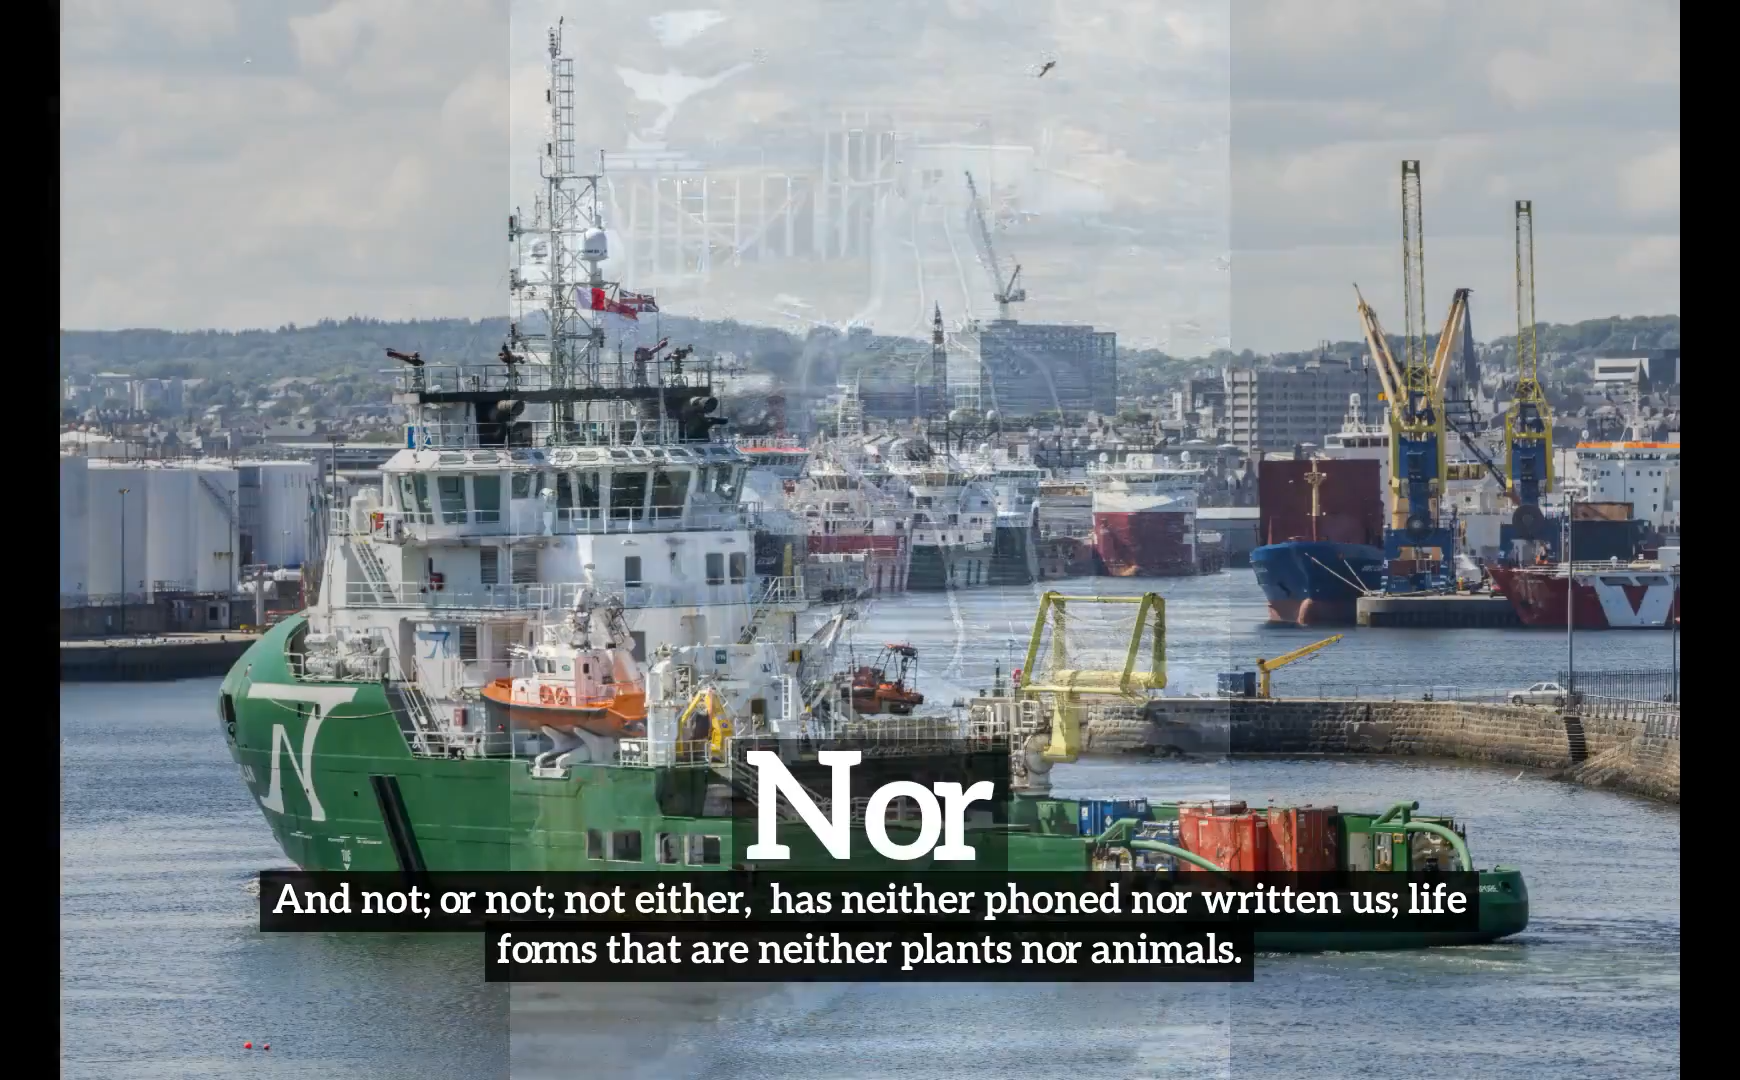 Nor
And not; or not; not either,  has neither phoned nor written us; life
forms that are neither plants nor animals.
N